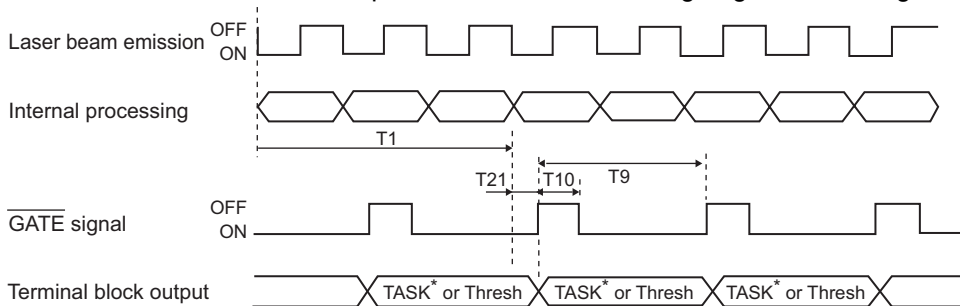 Laser beam emission
OFF
ON
Internal processing
T1
T21
T10
T9
GATE signal
OFF
ON
Terminal block output
TASK* or Thresh
TASK* or Thresh
TASK* or Thresh